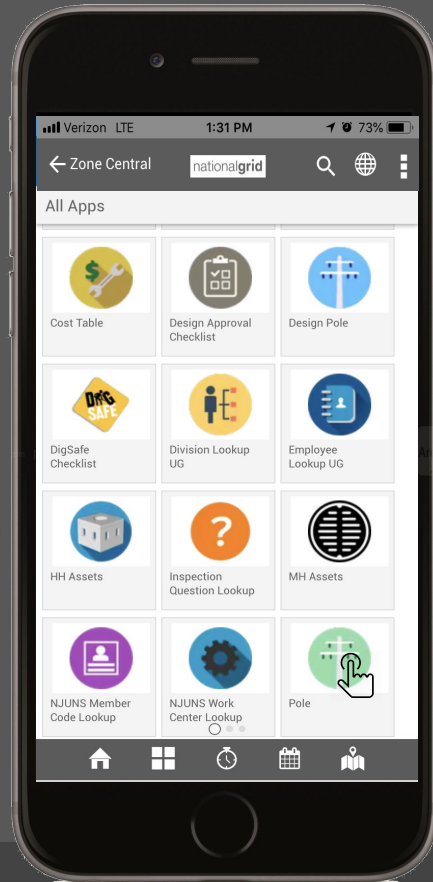 Verizon LTE 1:31 PM 73%
Zone Central nationalgrid
All Apps
Cost Table
Design Approval
Checklist
Design Pole
DIG
SAFE
DigSafe
Checklist
Division Lookup
UG
Employee
Lookup UG
HH Assets
?
Inspection
Question Lookup
MH Assets
NJUNS Member
Code Lookup
NJUNS Work
Center Lookup
Pole